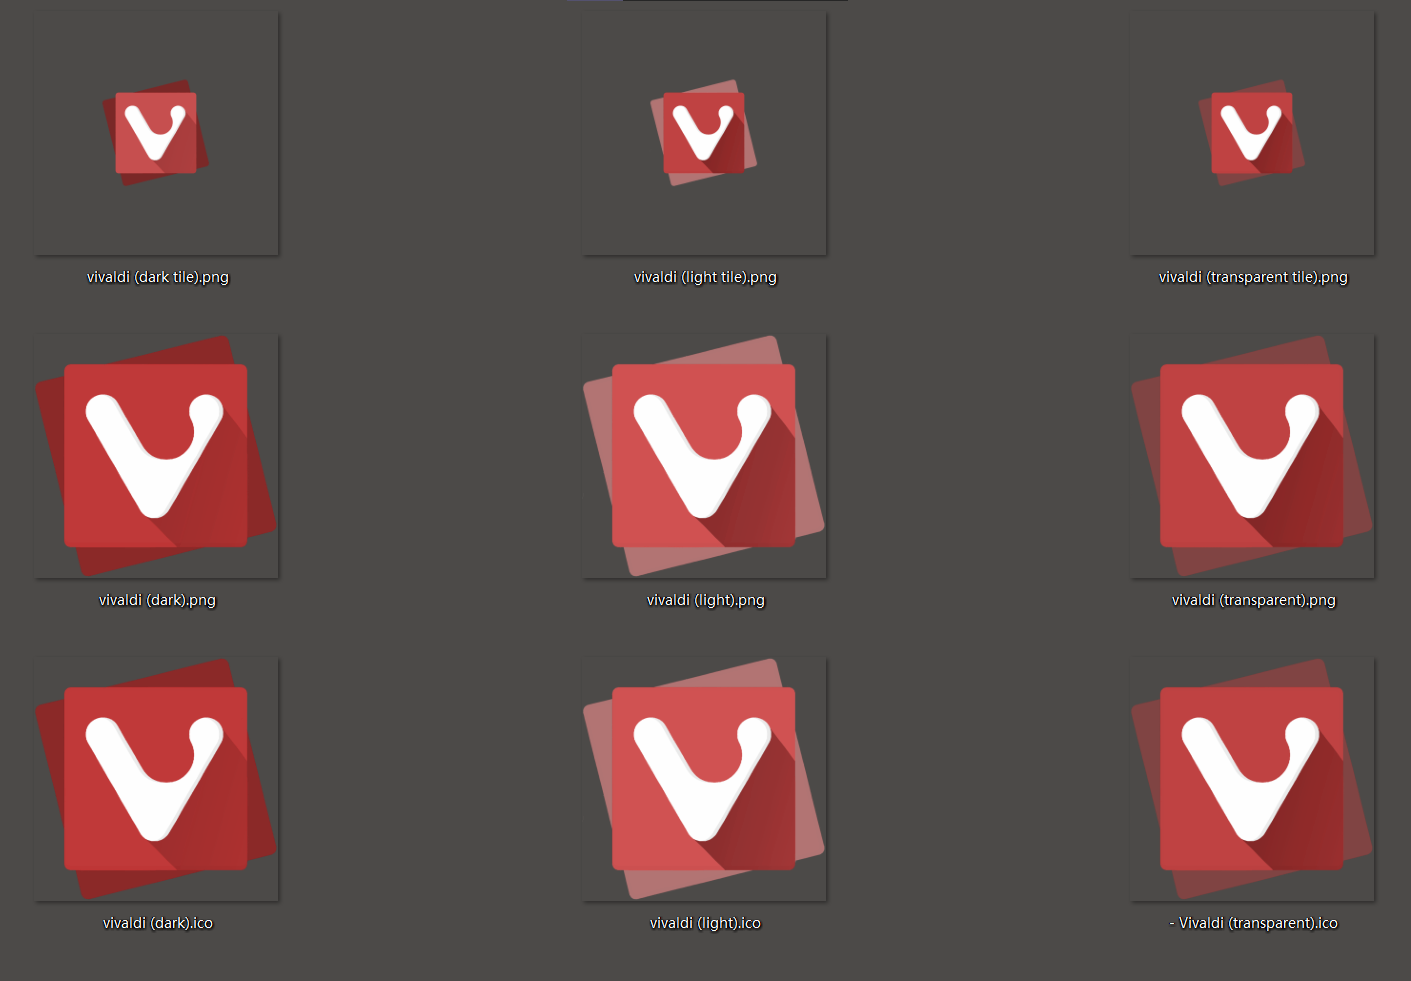 vivaldi (dark tile).png
vivaldi (light tile).png
vivaldi (transparent tile).png
vivaldi (dark).png
vivaldi (light).png
vivaldi (transparent).png
vivaldi (dark).ico
vivaldi (light).ico
- Vivaldi (transparent).ico